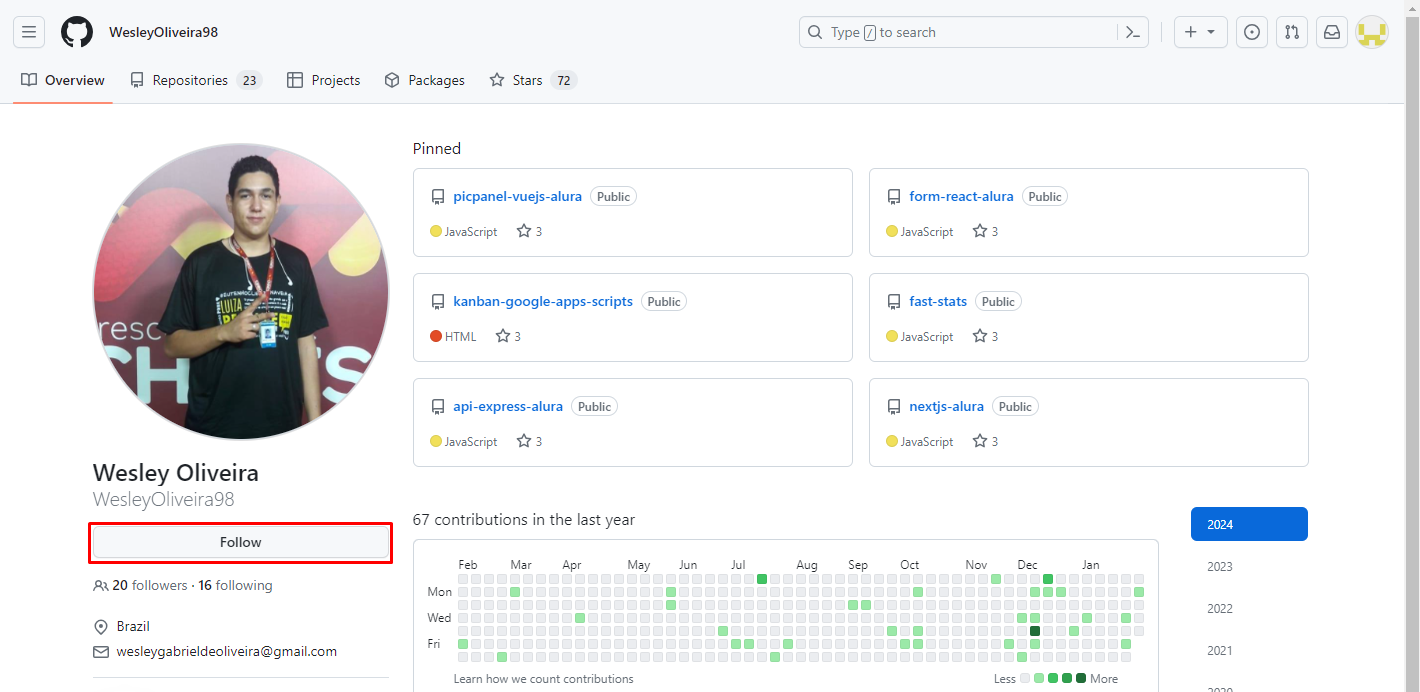 WesleyOliveira98
Type / to search
Overview Repositories 23 Projects Packages Stars 72
Pinned
picpanel-vuejs-alura Public
JavaScript 3
form-react-alura Public
JavaScript 3
kanban-google-apps-scripts Public
HTML 3
fast-stats Public
JavaScript 3
api-express-alura Public
JavaScript 3
nextjs-alura Public
JavaScript 3
LUIZA
Wesley Oliveira
WesleyOliveira98
Follow
20 followers · 16 following
Brazil
wesleygabrieldeoliveira@gmail.com
67 contributions in the last year
Feb Mar Apr May Jun Jul Aug Sep Oct Nov Dec Jan
Mon
Wed
Fri
Learn how we count contributions
Less More
2024
2023
2022
2021
2020